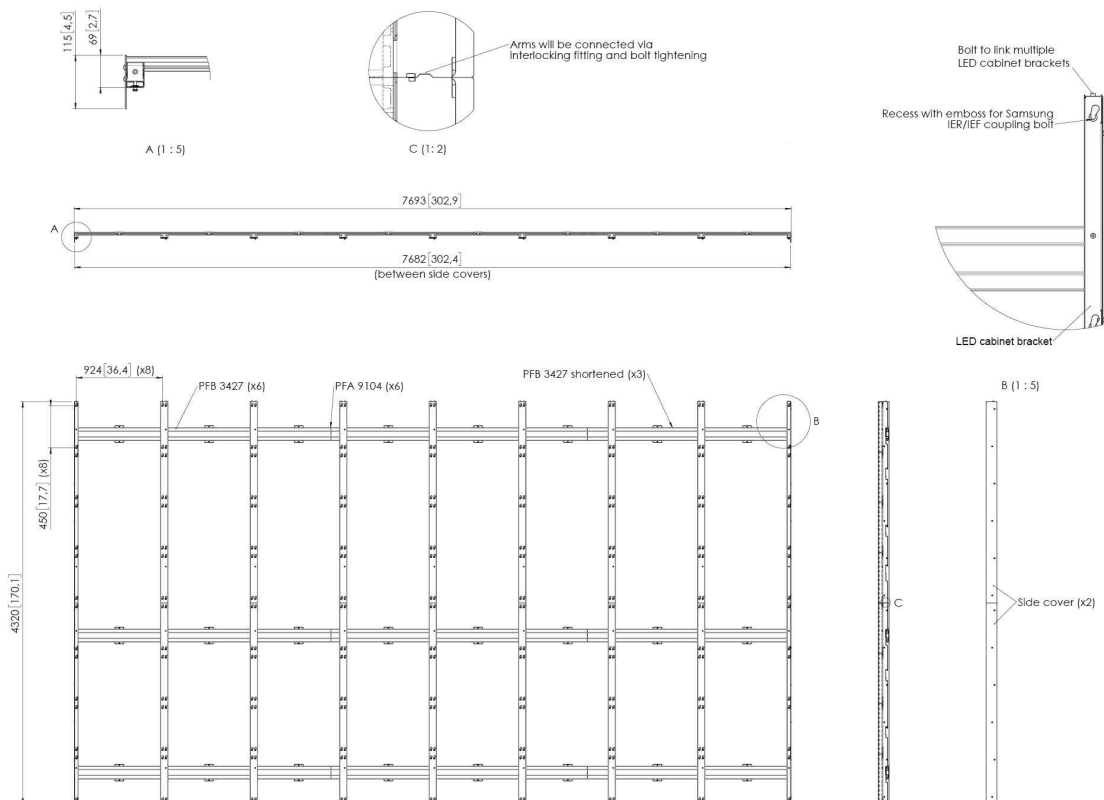 115[4,5]
69[2,7]
A (1 : 5)
Arms will be connected via
interlocking fitting and bolt tightening
C (1: 2)
Bolt to link multiple
LED cabinet brackets
Recess with emboss for Samsung
IER/IEF coupling bolt
LED cabinet bracket
B (1 : 5)
7693[302,9]
A
7682[302,4]
(between side covers)
924[36,4] (x8)
PFB 3427 (x6)
PFA 9104 (x6)
PFB 3427 shortened (x3)
B
450[17,7] (x8)
4320[170,1]
C
Side cover (x2)